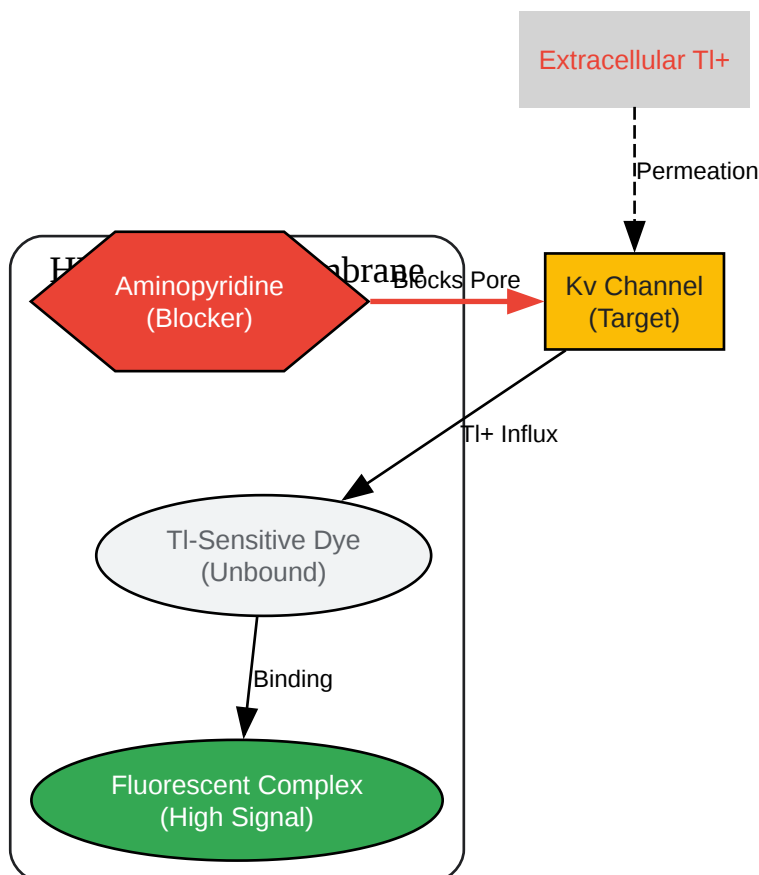 Extracellular Tl+
Permeation
Aminopyridine
(Blocker)
Blocks Pore
Kv Channel
(Target)
Tl+ Influx
Tl-Sensitive Dye
(Unbound)
Binding
Fluorescent Complex
(High Signal)